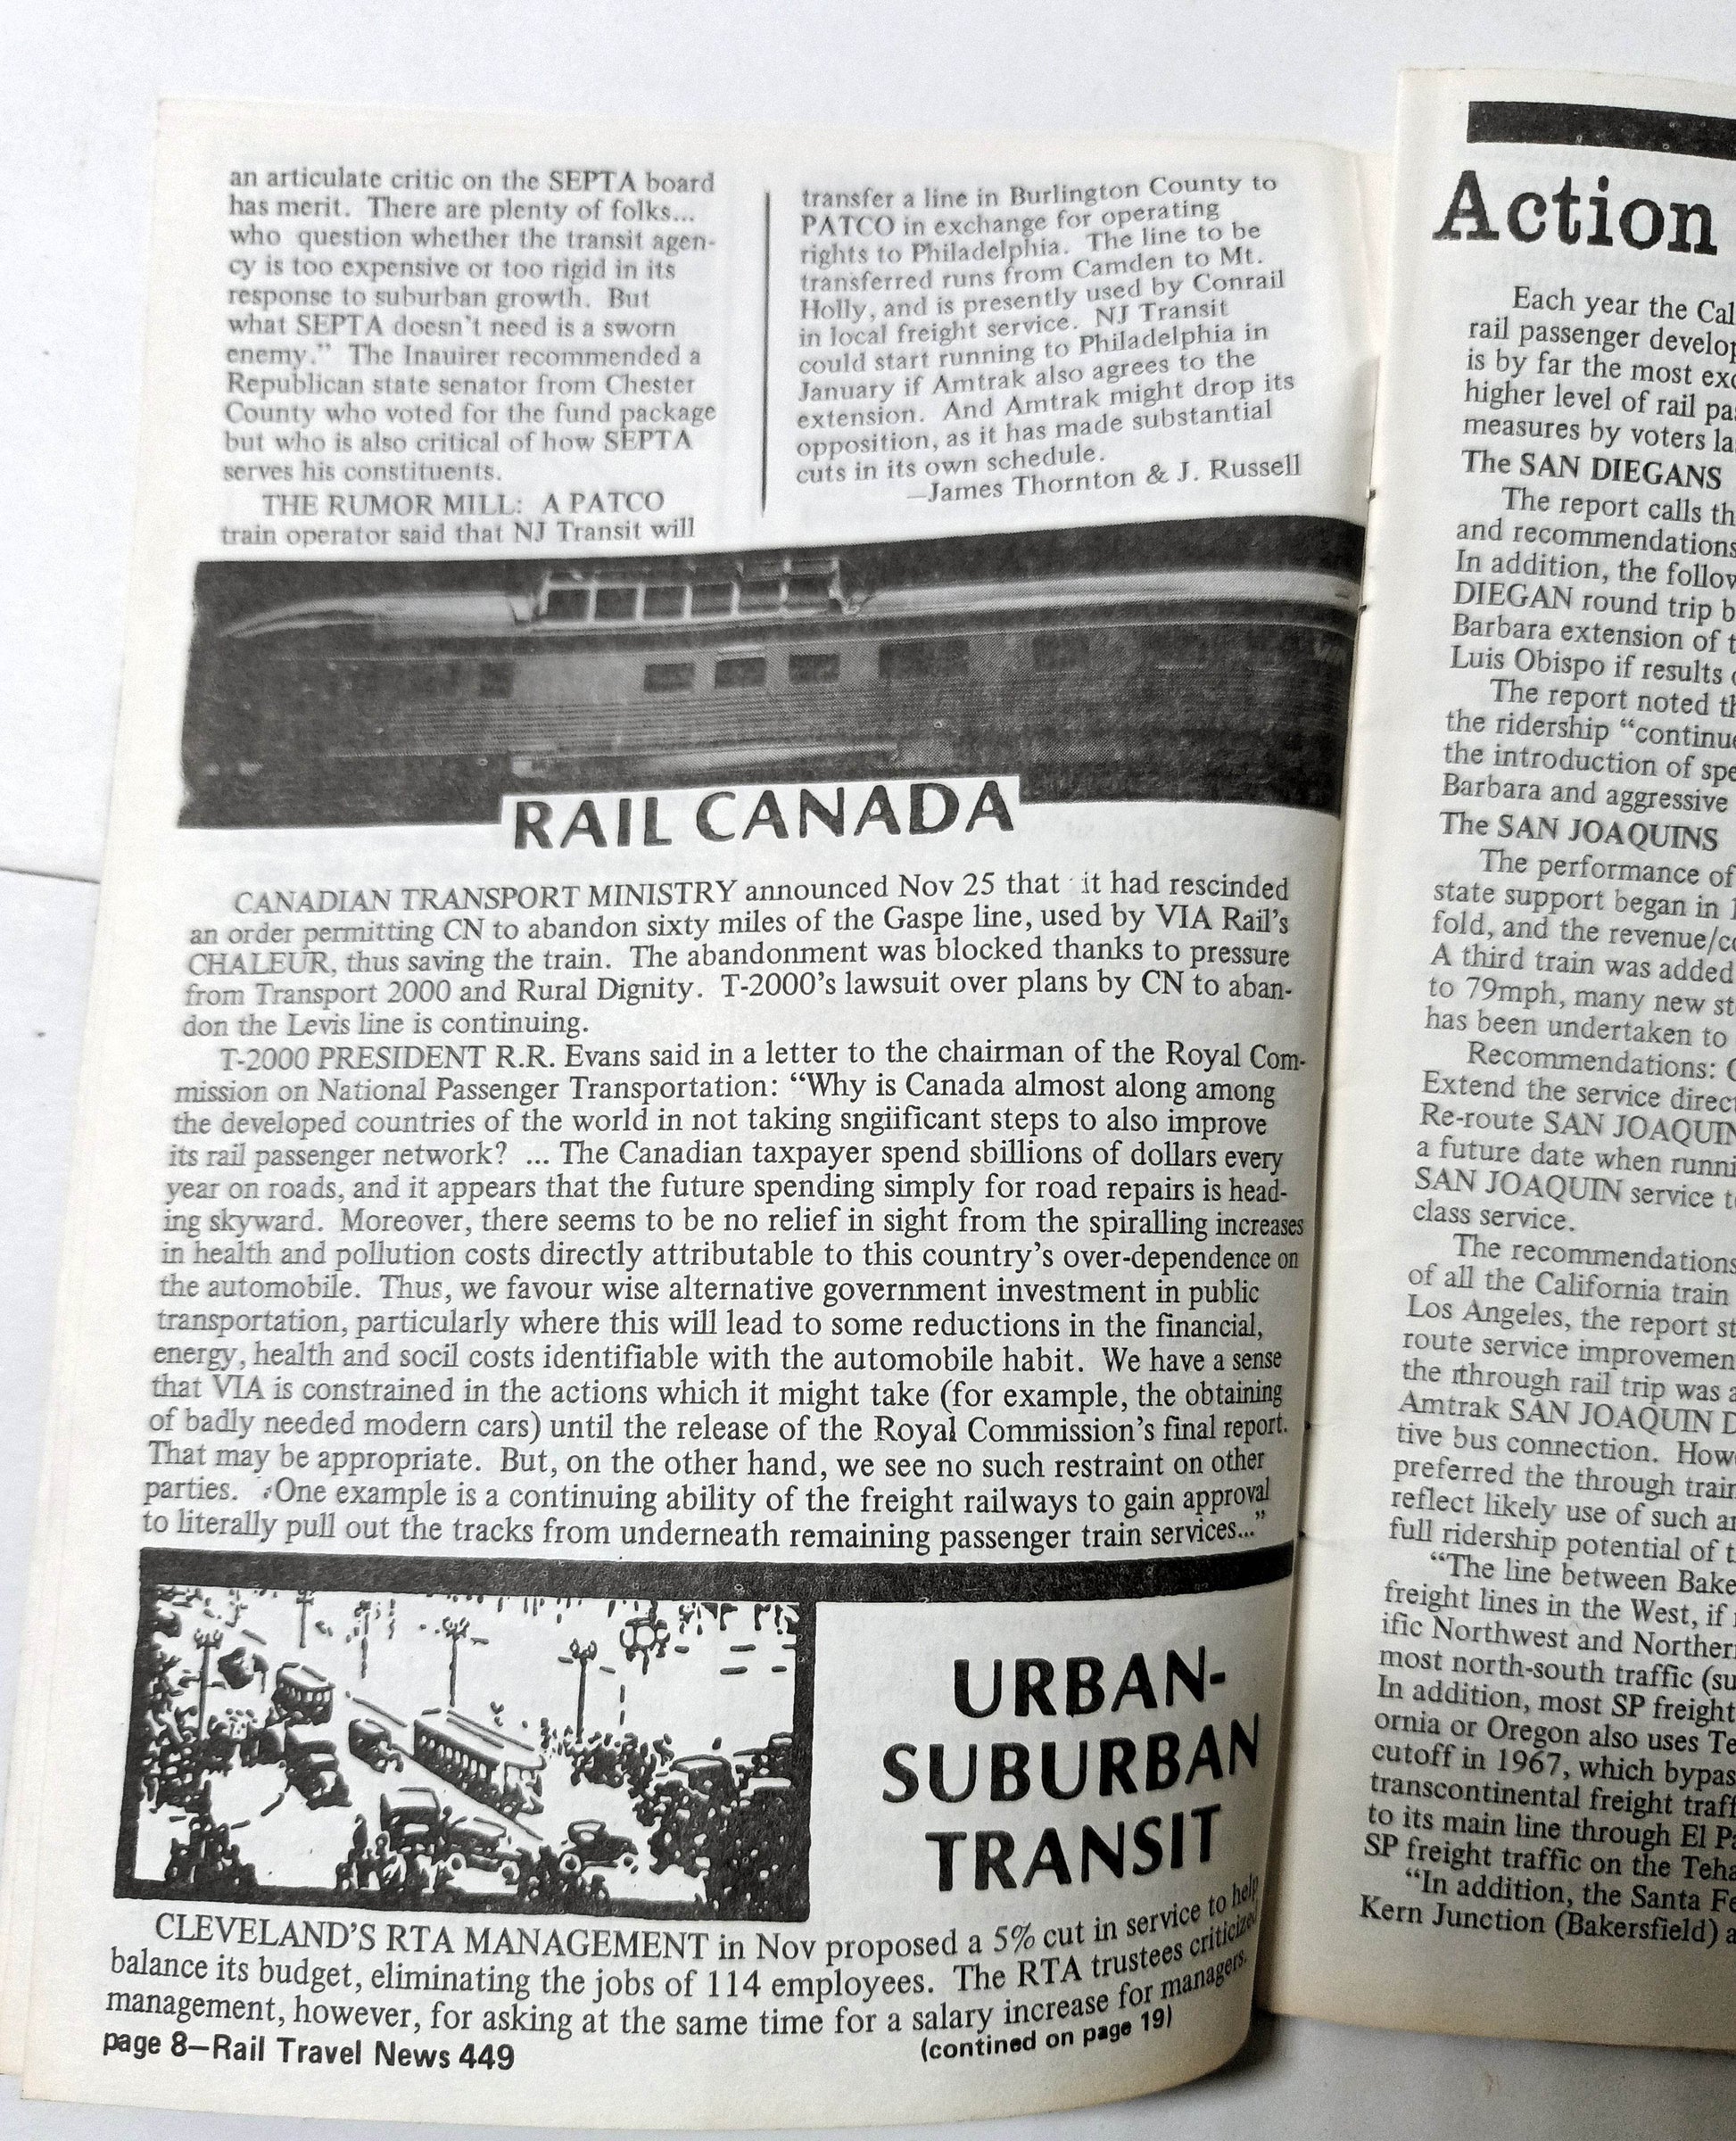 an articulate critic on the SEPTA board
has merit. There are plenty of folks...
who question whether the transit agen-
cy is too expensive or too rigid in its
response to suburban growth. But
what SEPTA doesn't need is a sworn
enemy." The Inauirer recommended a
Republican state senator from Chester
County who voted for the fund package
but who is also critical of how SEPTA
serves his constituents.
THE RUMOR MILL: A PATCO
train operator said that NJ Transit will
transfer a line in Burlington County to
PATCO in exchange for operating
rights to Philadelphia. The line to be
transferred runs from Camden to Mt.
Holly, and is presently used by Conrail
in local freight service. NJ Transit
could start running to Philadelphia in
January if Amtrak also agrees to the
extension. And Amtrak might drop its
opposition, as it has made substantial
cuts in its own schedule.
—James Thornton & J. Russell
VIA
RAIL CANADA
CANADIAN TRANSPORT MINISTRY announced Nov 25 that it had rescinded
an order permitting CN to abandon sixty miles of the Gaspe line, used by VIA Rail's
CHALEUR, thus saving the train. The abandonment was blocked thanks to pressure
from Transport 2000 and Rural Dignity. T-2000's lawsuit over plans by CN to aban-
don the Levis line is continuing.
T-2000 PRESIDENT R.R. Evans said in a letter to the chairman of the Royal Com-
mission on National Passenger Transportation: "Why is Canada almost along among
the developed countries of the world in not taking sngiificant steps to also improve
its rail passenger network? ... The Canadian taxpayer spend sbillions of dollars every
year on roads, and it appears that the future spending simply for road repairs is head-
ing skyward. Moreover, there seems to be no relief in sight from the spiralling increases
in health and pollution costs directly attributable to this country's over-dependence on
the automobile. Thus, we favour wise alternative government investment in public
transportation, particularly where this will lead to some reductions in the financial,
energy, health and socil costs identifiable with the automobile habit. We have a sense
that VIA is constrained in the actions which it might take (for example, the obtaining
of badly needed modern cars) until the release of the Royal Commission's final report.
That may be appropriate. But, on the other hand, we see no such restraint on other
parties. One example is a continuing ability of the freight railways to gain approval
to literally pull out the tracks from underneath remaining passenger train services..."
URBAN-
SUBURBAN
TRANSIT
CLEVELAND'S RTA MANAGEMENT in Nov proposed a 5% cut in service to help
balance its budget, eliminating the jobs of 114 employees. The RTA trustees criticized
management, however, for asking at the same time for a salary increase for managers.
(contined on page 19)
page 8—Rail Travel News 449
Action
Each year the Cal
rail passenger develop
is by far the most exc
higher level of rail pa
measures by voters la
The SAN DIEGANS
The report calls th
and recommendations
In addition, the follow
DIEGAN round trip b
Barbara extension of t
Luis Obispo if results
The report noted th
the ridership "continue
the introduction of spe
Barbara and aggressive
The SAN JOAQUINS
The performance of
state support began in 1
fold, and the revenue/co
A third train was added
to 79mph, many new st
has been undertaken to
Recommendations:
Extend the service direct
Re-route SAN JOAQUIN
a future date when runni
SAN JOAQUIN service to
class service.
The recommendations
of all the California train
Los Angeles, the report st
route service improvemen
the rthrough rail trip was a
Amtrak SAN JOAQUIN D
tive bus connection. Howe
preferred the through train
reflect likely use of such an
full ridership potential of t
"The line between Bake
freight lines in the West, if
ific Northwest and Northern
most north-south traffic (su
In addition, most SP freight
ornia or Oregon also uses Te
cutoff in 1967, which bypas
transcontinental freight traff
to its main line through El Pa
SP freight traffic on the Teha
"In addition, the Santa Fe
Kern Junction (Bakersfield) a